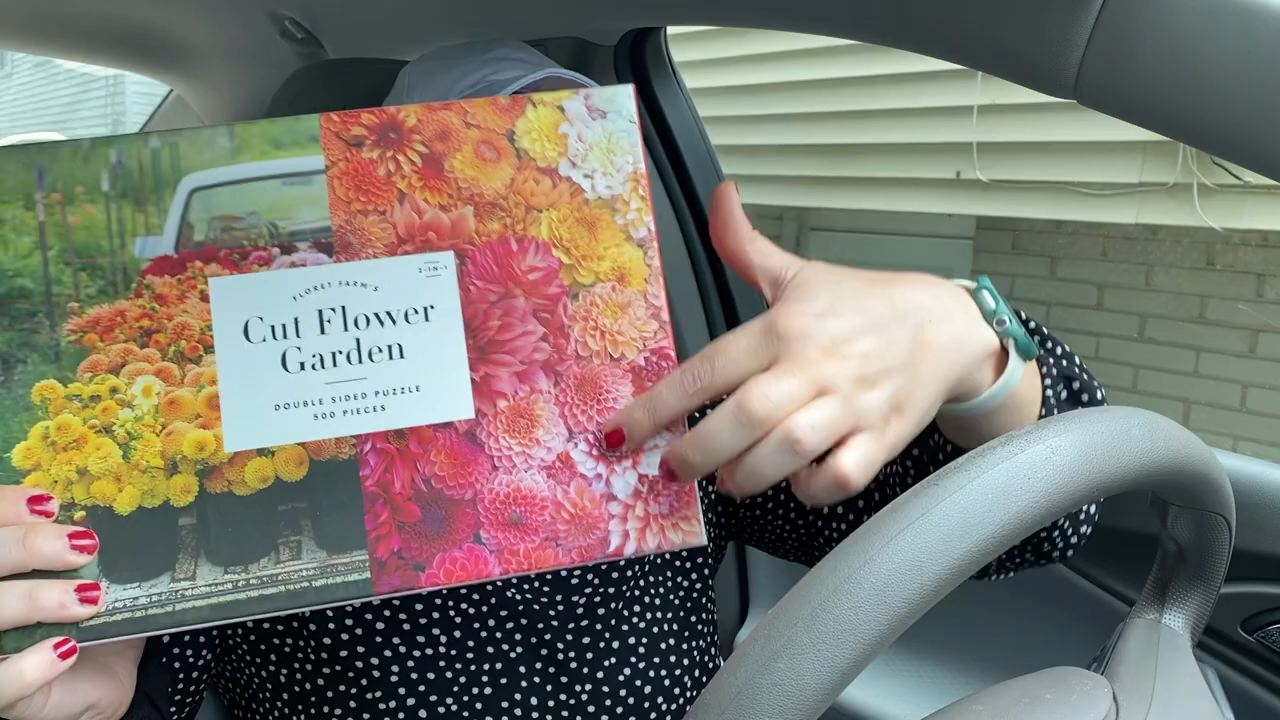 2-IN-1
FLORET FARM'S
Cut Flower
Garden
DOUBLE SIDED PUZZLE
500 PIECES